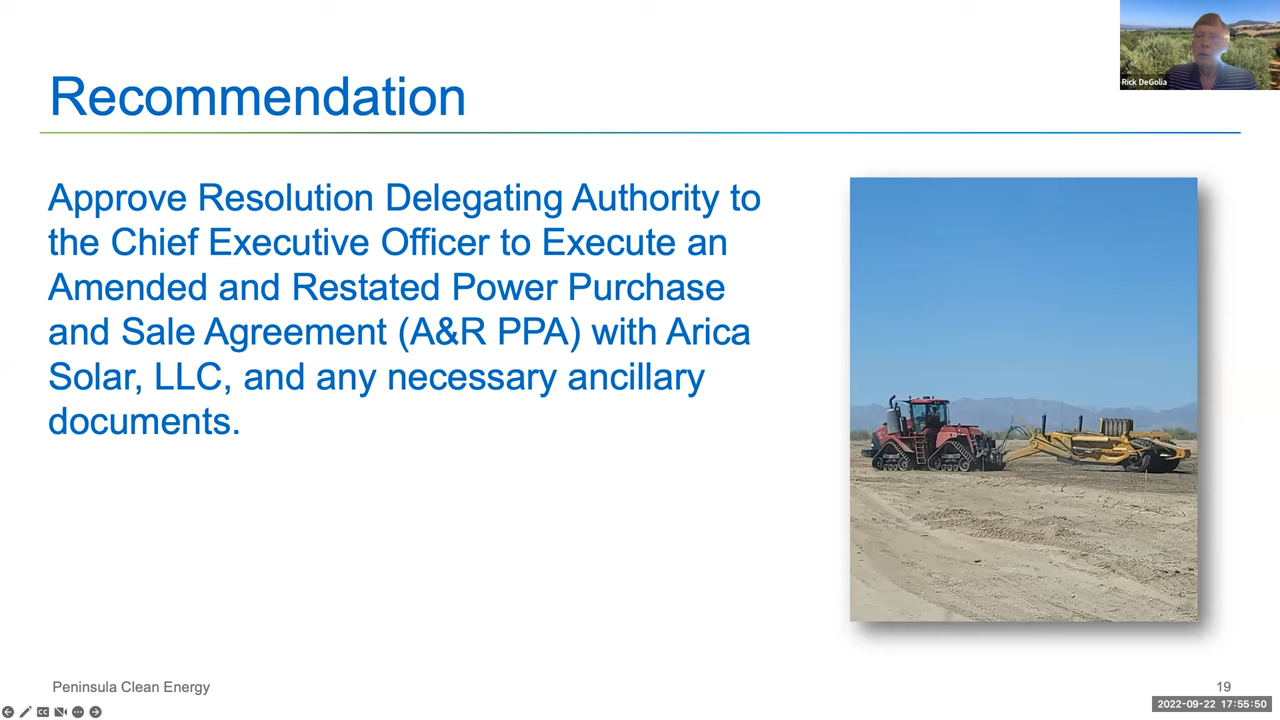 Rick DeGolia
Recommendation
Approve Resolution Delegating Authority to
the Chief Executive Officer to Execute an
Amended and Restated Power Purchase
and Sale Agreement (A&R PPA) with Arica
Solar, LLC, and any necessary ancillary
documents.
Peninsula Clean Energy
19
2022-09-22 17:55:50
CC